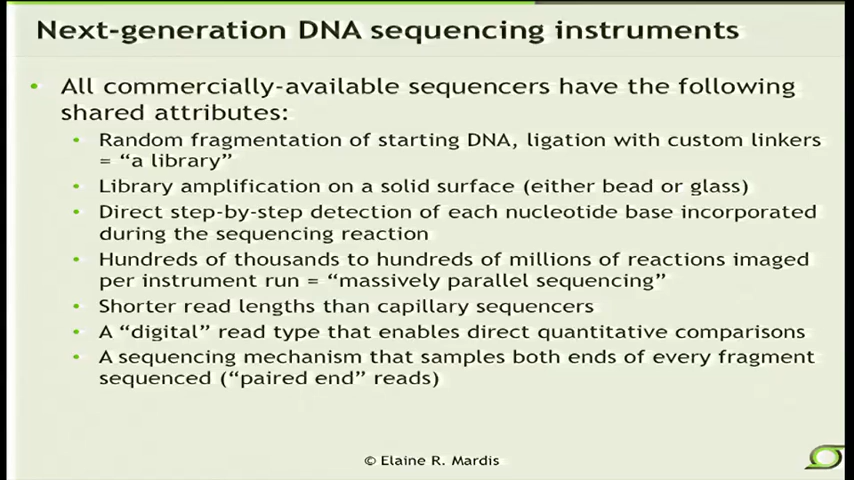 Next-generation DNA sequencing instruments
• All commercially-available sequencers have the following
shared attributes:
• Random fragmentation of starting DNA, ligation with custom linkers
= “a library”
• Library amplification on a solid surface (either bead or glass)
• Direct step-by-step detection of each nucleotide base incorporated
during the sequencing reaction
• Hundreds of thousands to hundreds of millions of reactions imaged
per instrument run = “massively parallel sequencing”
• Shorter read lengths than capillary sequencers
• A “digital” read type that enables direct quantitative comparisons
• A sequencing mechanism that samples both ends of every fragment
sequenced (“paired end” reads)
© Elaine R. Mardis